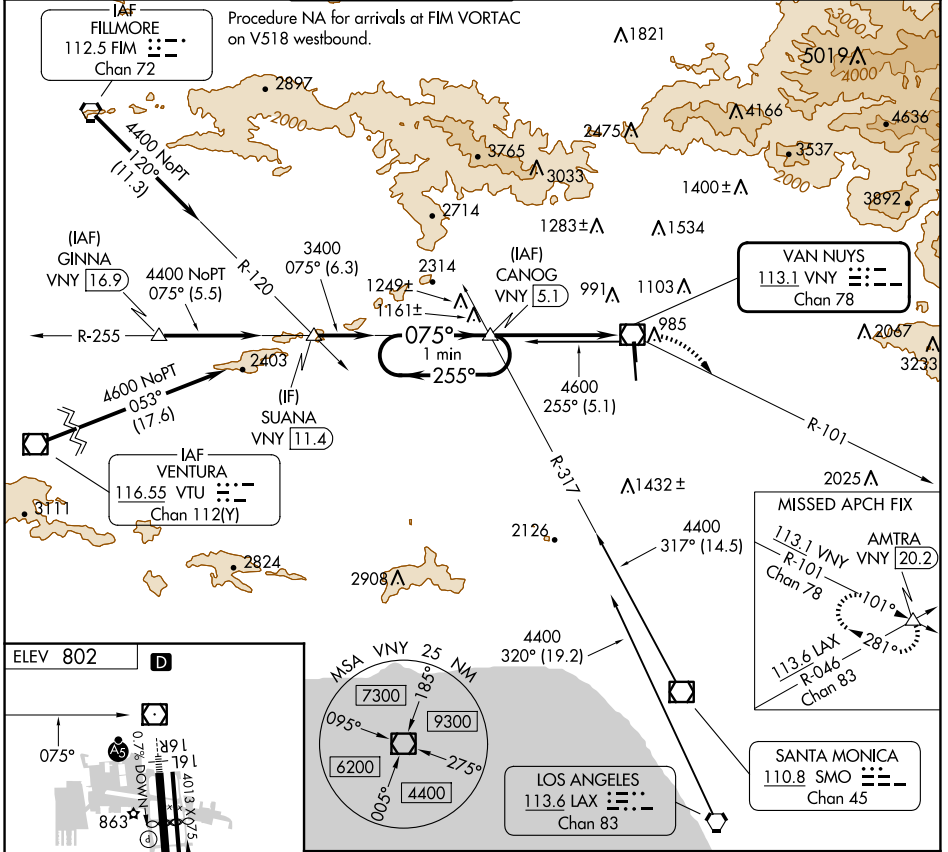 IAF
FILLMORE
112.5 FIM
Chan 72
Procedure NA for arrivals at FIM VORTAC
on V518 westbound.
1821
5019
4000
2897
2000
4166
4636
2475
3765
3033
3537
2000
4400 NoPT
120°
(11.3)
1400±
3892
2714
1283±
1534
(IAF)
GINNA
VNY 16.9
4400 NoPT
075° (5.5)
R-120
3400
075° (6.3)
2314
1249±
1161±
(IAF)
CANOG
VNY 5.1
991
1103
VAN NUYS
113.1 VNY
Chan 78
R-255
075°
1 min
255°
985
2067
3233
2403
4600 NoPT
053°
(17.6)
(IF)
SUANA
VNY 11.4
4600
255° (5.1)
R-101
IAF
VENTURA
116.55 VTU
Chan 112(Y)
R-317
1432±
2025
3111
2126
4400
317° (14.5)
2824
2908
MISSED APCH FIX
113.1 VNY
R-101
Chan 78
AMTRA
VNY 20.2
101°
281°
113.6 LAX
R-046
Chan 83
4400
320° (19.2)
ELEV 802
D
075°
A5
0.7% DOWN
16R
16L
4013 X 075
863
P
MSA VNY 25 NM
7300
185°
095°
9300
6200
275°
005°
4400
LOS ANGELES
113.6 LAX
Chan 83
SANTA MONICA
110.8 SMO
Chan 45